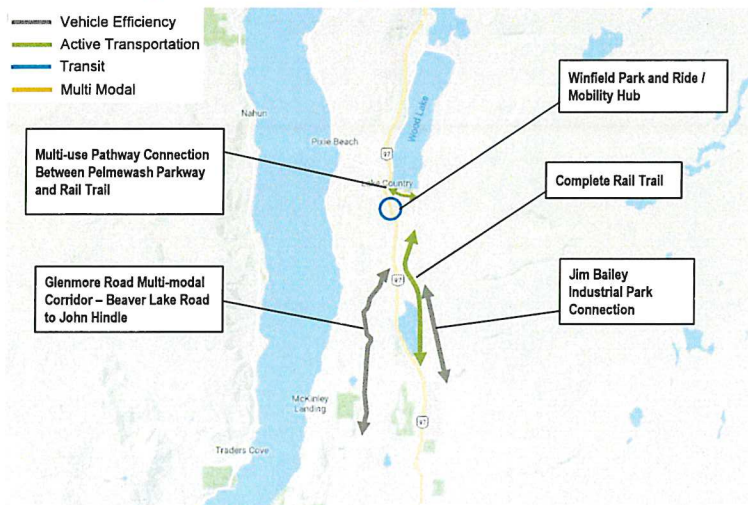 Vehicle Efficiency
Active Transportation
Transit
Multi Modal
Winfield Park and Ride /
Mobility Hub
Nahun
Wood Lake
Pixie Beach
97
Multi-use Pathway Connection
Between Pelmewash Parkway
and Rail Trail
Lake Country
Complete Rail Trail
Glenmore Road Multi-modal
Corridor – Beaver Lake Road
to John Hindle
97
Jim Bailey
Industrial Park
Connection
McKinley
Landing
97
Traders Cove